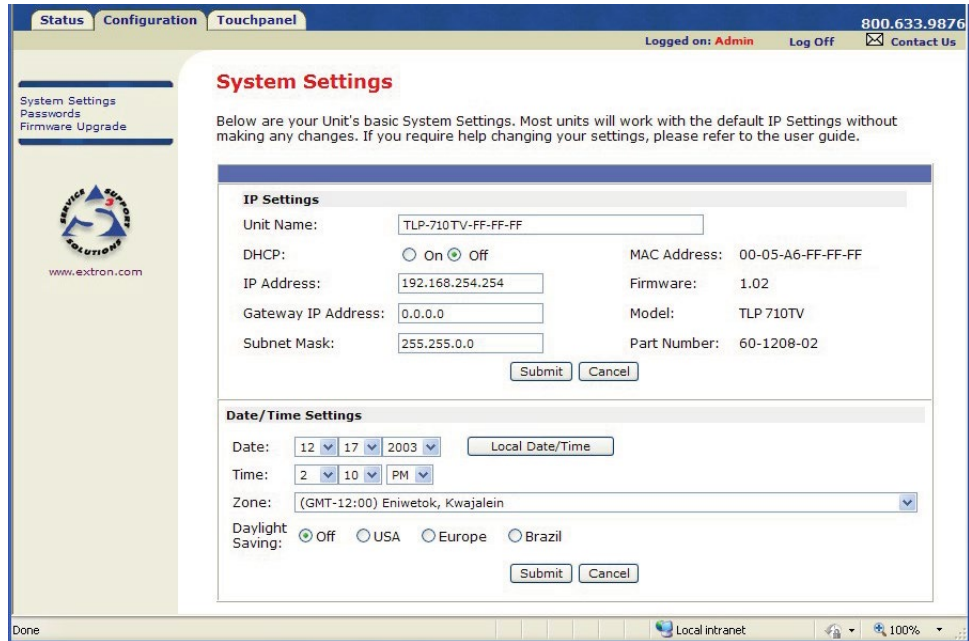 Status Configuration Touchpanel
800.633.9876
Logged on: Admin Log Off Contact Us
System Settings
Passwords
Firmware Upgrade
SERVICE SUPPORT SOLUTIONS
3
www.extron.com
System Settings
Below are your Unit's basic System Settings. Most units will work with the default IP Settings without
making any changes. If you require help changing your settings, please refer to the user guide.
IP Settings
Unit Name: TLP-710TV-FF-FF-FF
DHCP: On Off MAC Address: 00-05-A6-FF-FF-FF
IP Address: 192.168.254.254 Firmware: 1.02
Gateway IP Address: 0.0.0.0 Model: TLP 710TV
Subnet Mask: 255.255.0.0 Part Number: 60-1208-02
Submit Cancel
Date/Time Settings
Date: 12 17 2003 Local Date/Time
Time: 2 10 PM
Zone: (GMT-12:00) Eniwetok, Kwajalein
Daylight
Saving: Off USA Europe Brazil
Submit Cancel
Done Local intranet 100%